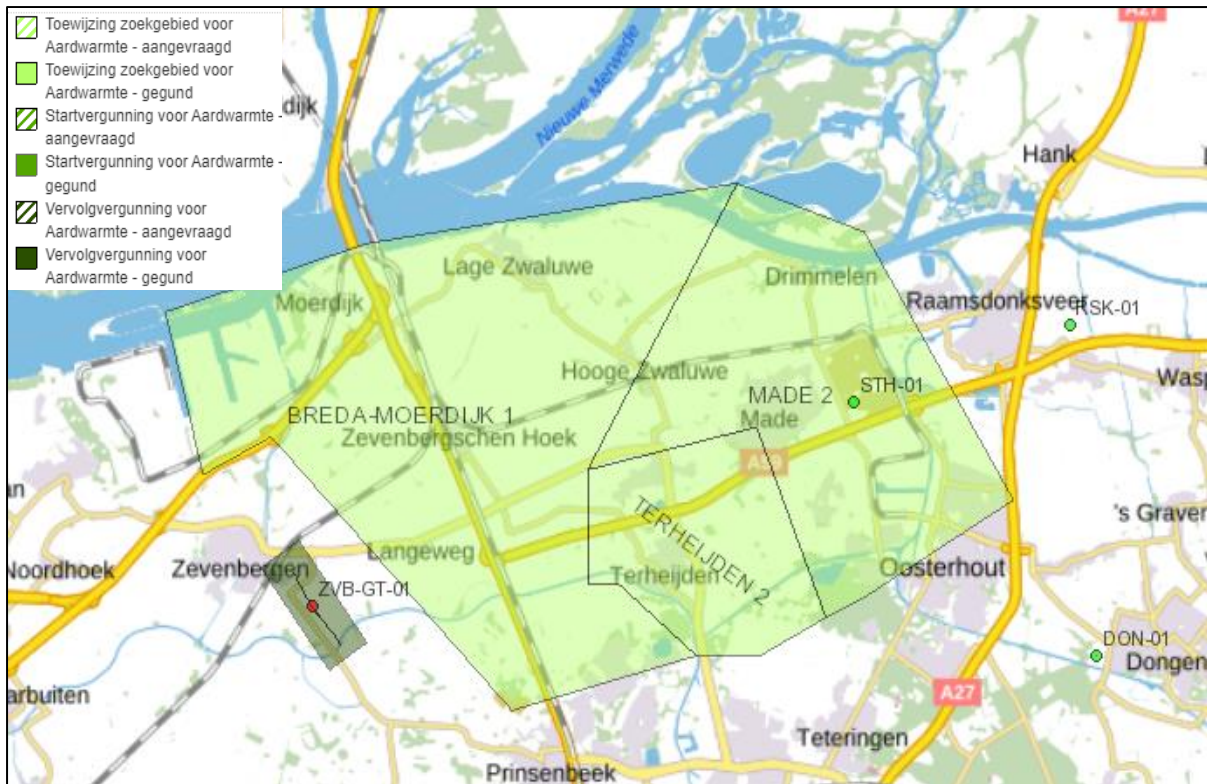 Toewijzing zoekgebied voor
Aardwarmte - aangevraagd
Toewijzing zoekgebied voor
Aardwarmte - gegund
Startvergunning voor Aardwarmte -
aangevraagd
Startvergunning voor Aardwarmte -
gegund
Vervolgvergunning voor
Aardwarmte - aangevraagd
Vervolgvergunning voor
Aardwarmte - gegund
A27
dijk
Nieuwe Merwede
Hank
Lage Zwaluwe
Drimmelen
Moerdijk
Raamsdonksveer
RSK-01
Hooge Zwaluwe
Wasp
MADE 2
STH-01
BREDA-MOERDIJK 1
Made
Zevenbergschen Hoek
A59
an
's Graver
TERHEIJDEN 2
Langeweg
Noordhoek
Zevenbergen
Terheijden
Oosterhout
ZVB-GT-01
DON-01
Dongen
arbuiten
A27
Teteringen
Prinsenbeek